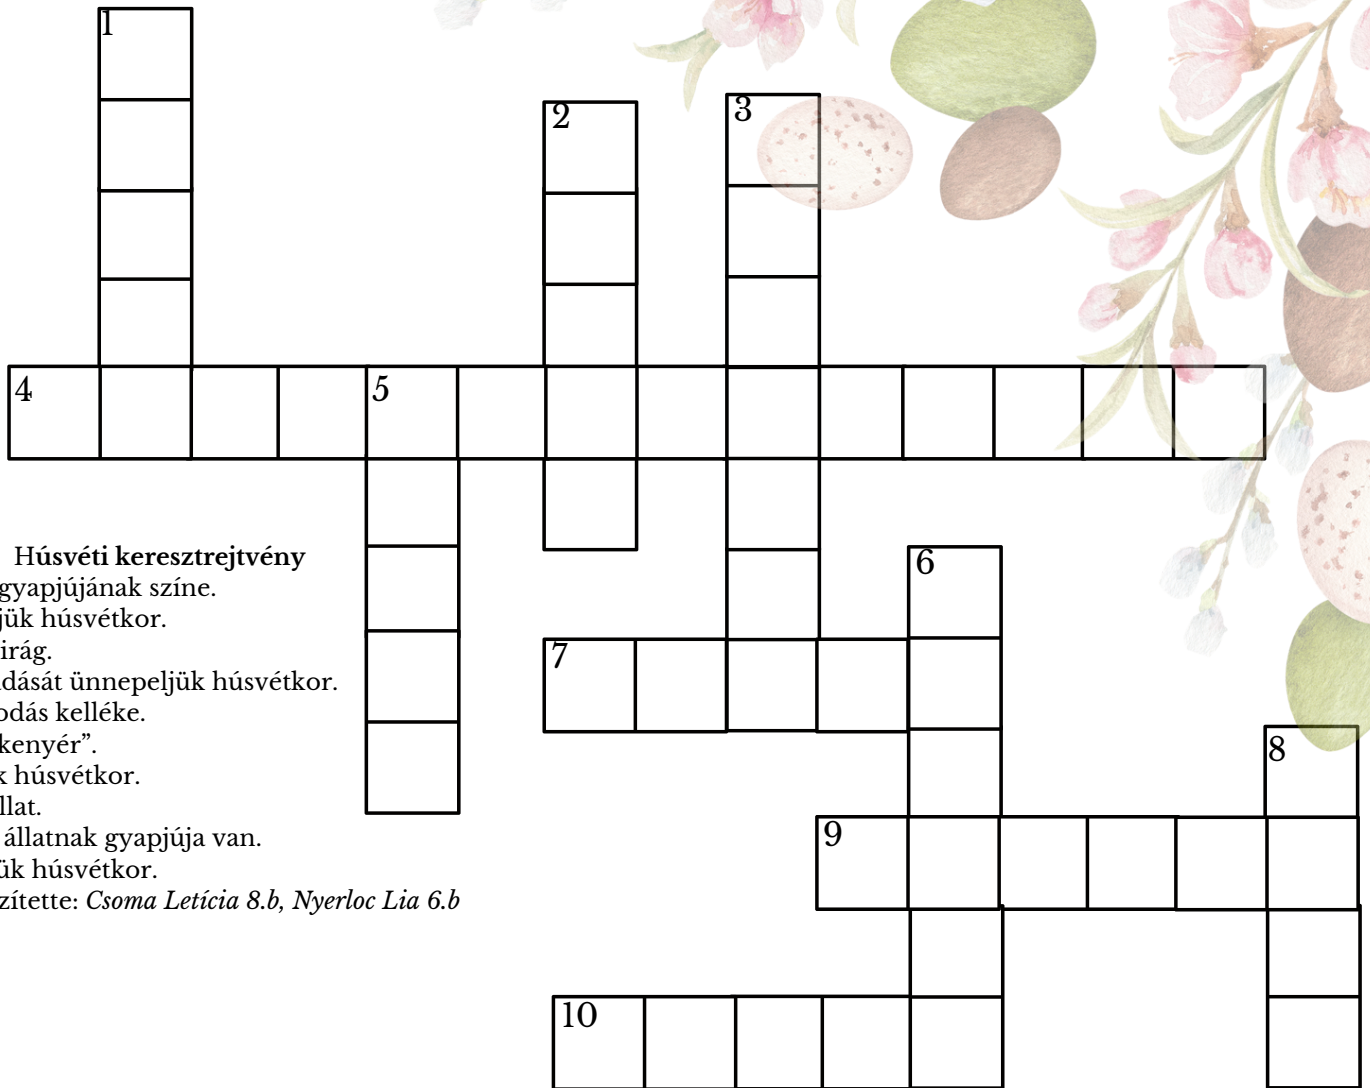 1
2
3
4
5
Húsvéti keresztrejtvény
gyapjújának színe.
jük húsvétkor.
irág.
dását ünnepeljük húsvétkor.
odás kelléke.
kenyér”.
k húsvétkor.
llat.
állatnak gyapjúja van.
ük húsvétkor.
zítette: Csoma Letícia 8.b, Nyerloc Lia 6.b
6
7
8
9
10